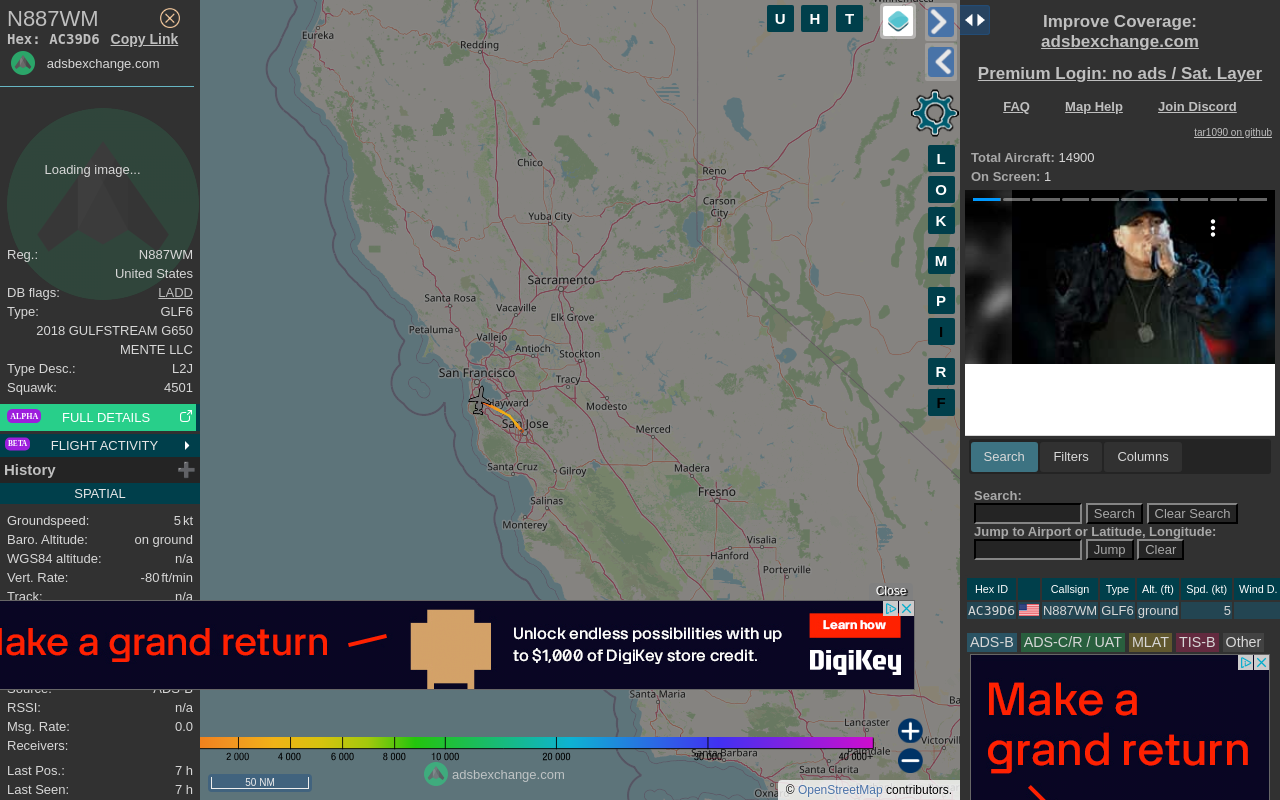 N887WM
Hex: AC39D6 Copy Link
adsbexchange.com
Loading image...
Reg.: N887WM
United States
DB flags: LADD
Type: GLF6
2018 GULFSTREAM G650
MENTE LLC
Type Desc.: L2J
Squawk: 4501
ALPHA FULL DETAILS
BETA FLIGHT ACTIVITY
History
SPATIAL
Groundspeed: 5 kt
Baro. Altitude: on ground
WGS84 altitude: n/a
Vert. Rate: -80 ft/min
Track: n/a
Source: ADS-B
RSSI: n/a
Msg. Rate: 0.0
Receivers:
Last Pos.: 7 h
Last Seen: 7 h
Eureka
Redding
Chico
Reno
Carson
City
Yuba City
Sacramento
Santa Rosa
Vacaville
Elk Grove
Petaluma
Vallejo
Antioch
Stockton
San Francisco
Tracy
Hayward
Modesto
San Jose
Merced
Santa Cruz
Gilroy
Madera
Salinas
Fresno
Monterey
Visalia
Hanford
Porterville
Santa Maria
Lancaster
Santa Barbara
Santa Clarita
U H T
L
O
K
M
P
I
R
F
Close
Make a grand return
Unlock endless possibilities with up
to $1,000 of DigiKey store credit.
Learn how
DigiKey
2 000 4 000 6 000 8 000 10 000 20 000 30 000 40 000+
50 NM
adsbexchange.com
© OpenStreetMap contributors.
Improve Coverage:
adsbexchange.com
Premium Login: no ads / Sat. Layer
FAQ Map Help Join Discord
tar1090 on github
Total Aircraft: 14900
On Screen: 1
Search Filters Columns
Search:
Search Clear Search
Jump to Airport or Latitude, Longitude:
Jump Clear
Hex ID Callsign Type Alt. (ft) Spd. (kt) Wind D.
AC39D6 N887WM GLF6 ground 5
ADS-B ADS-C/R / UAT MLAT TIS-B Other
Make a
grand return